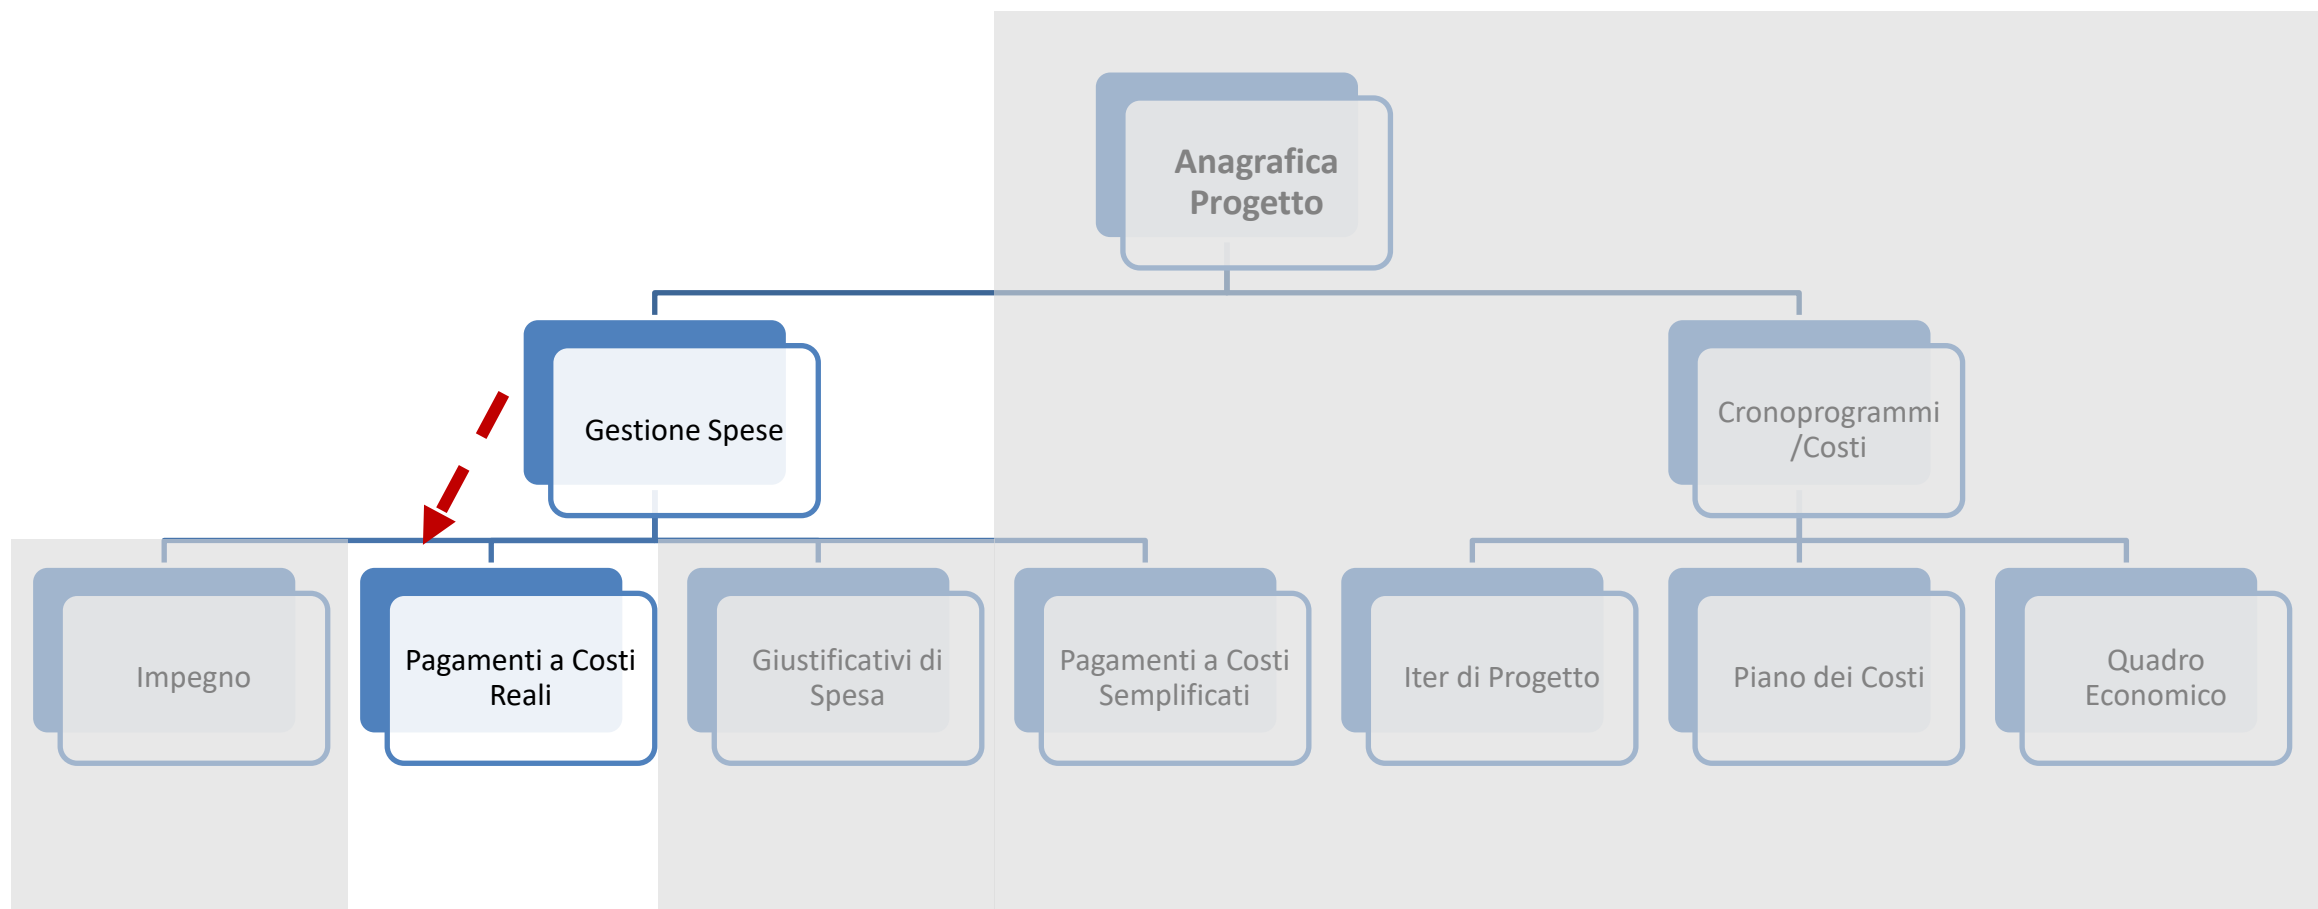 Anagrafica
Progetto
Gestione Spese
Cronoprogrammi
/Costi
Impegno
Pagamenti a Costi
Reali
Giustificativi di
Spesa
Pagamenti a Costi
Semplificati
Iter di Progetto
Piano dei Costi
Quadro
Economico